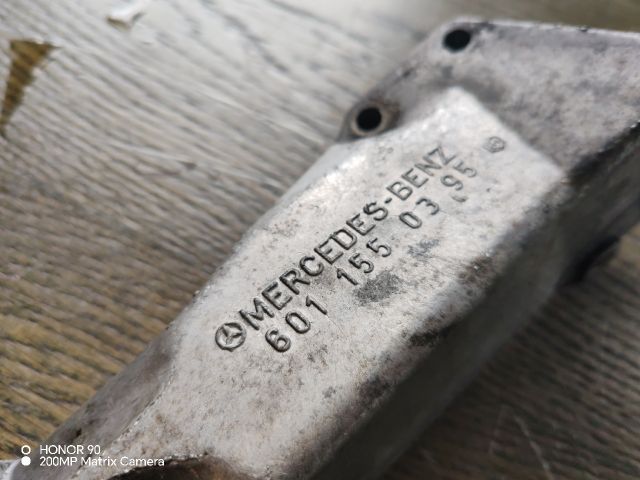 MERCEDES-BENZ
601 155 03 95
HONOR 90
200MP Matrix Camera